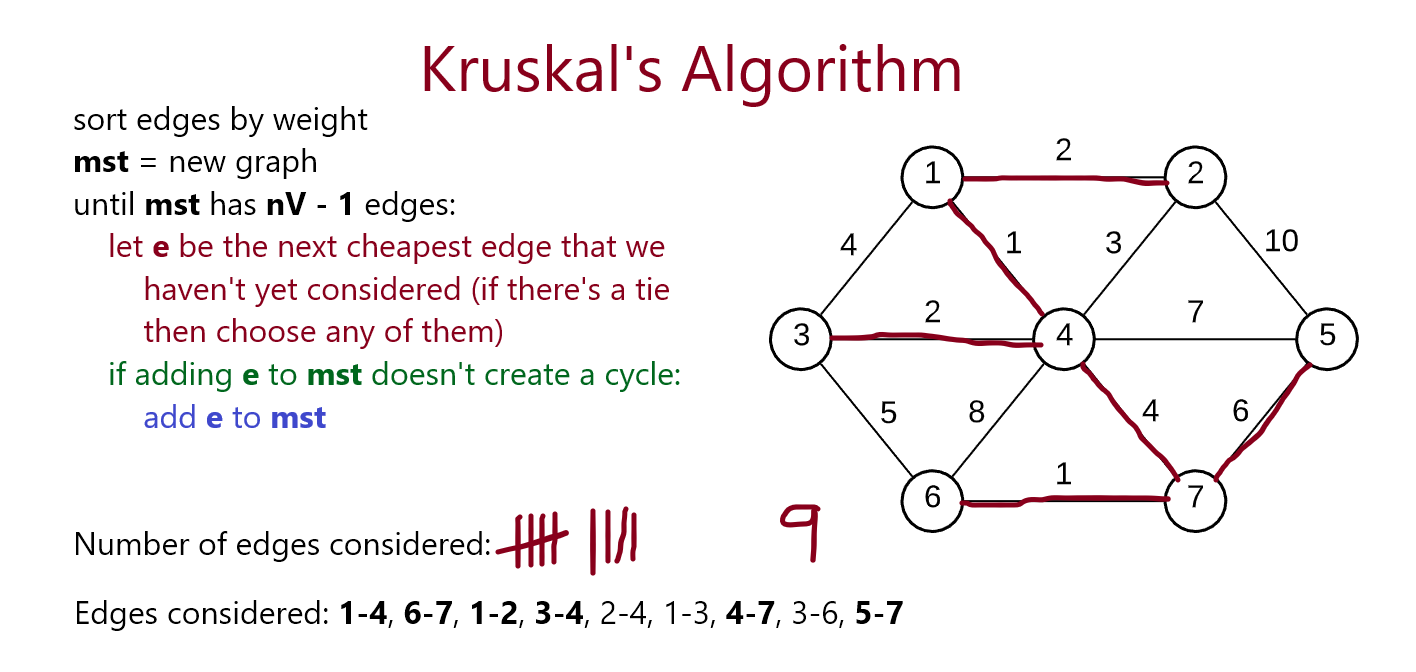 Kruskal's Algorithm
sort edges by weight
mst = new graph
until mst has nV - 1 edges:
let e be the next cheapest edge that we
haven't yet considered (if there's a tie
then choose any of them)
if adding e to mst doesn't create a cycle:
add e to mst
2
1
2
4
1
3
10
2
7
3
4
5
5
8
4
6
1
6
7
Number of edges considered: 9
Edges considered: 1-4, 6-7, 1-2, 3-4, 2-4, 1-3, 4-7, 3-6, 5-7